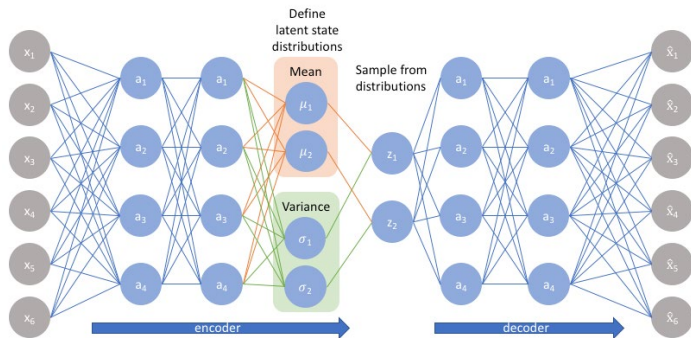 Define
latent state
distributions
Mean
Sample from
distributions
Variance
x₁
x₂
x₃
x₄
x₅
x₆
a₁
a₂
a₃
a₄
a₁
a₂
a₃
a₄
μ₁
μ₂
σ₁
σ₂
z₁
z₂
a₁
a₂
a₃
a₄
a₁
a₂
a₃
a₄
x̂₁
x̂₂
x̂₃
x̂₄
x̂₅
x̂₆
encoder
decoder